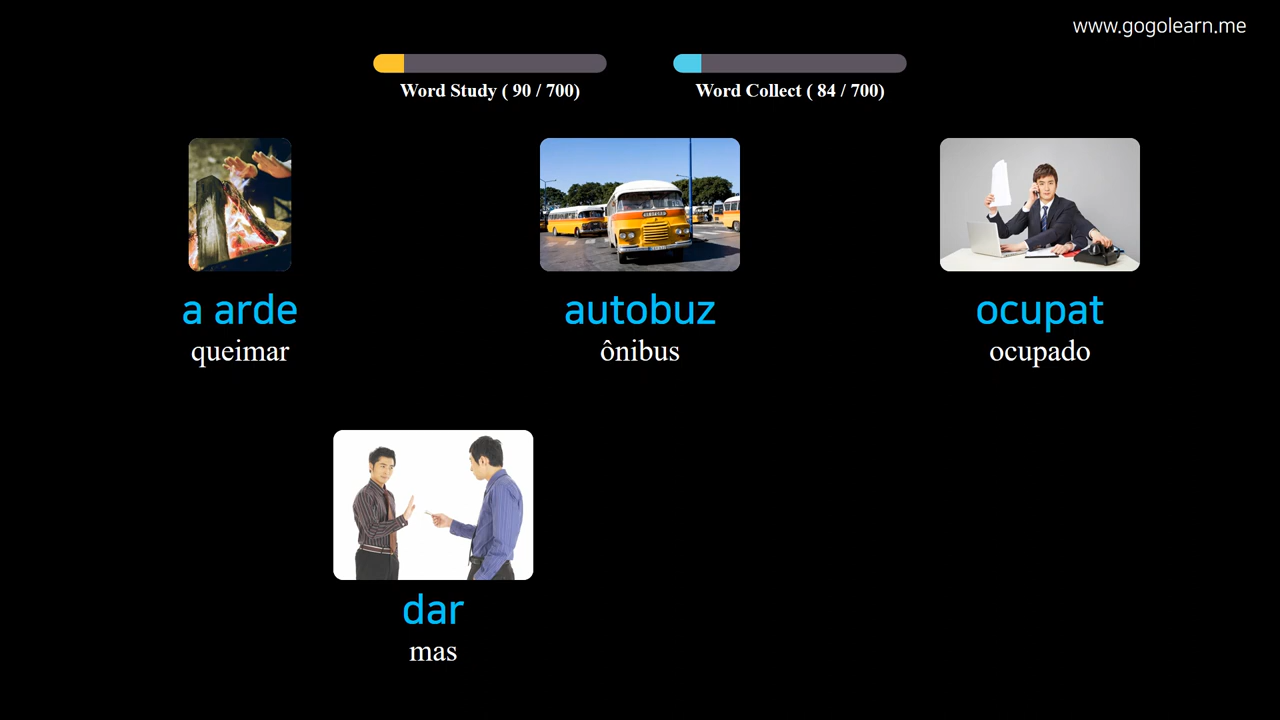 www.gogolearn.me
Word Study ( 90 / 700)
Word Collect ( 84 / 700)
a arde
queimar
autobuz
ônibus
ocupat
ocupado
dar
mas